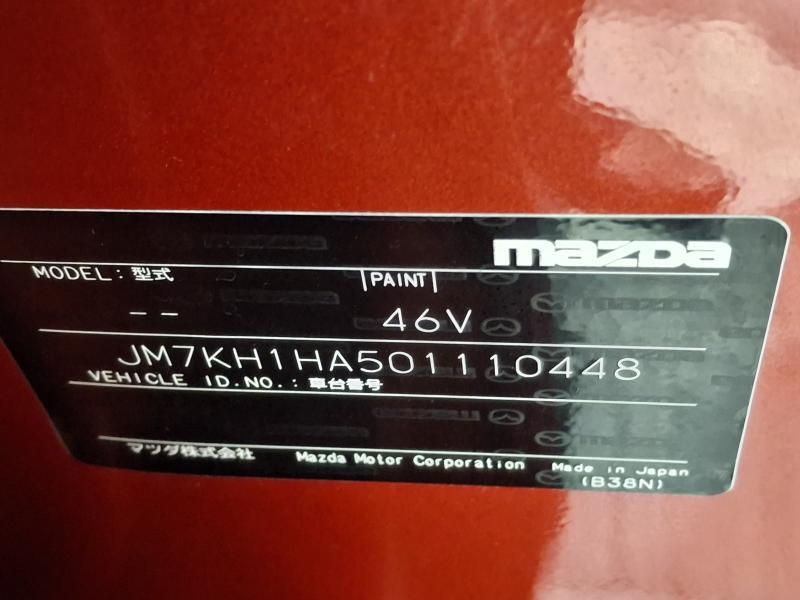 mazda
MODEL: 型式
PAINT
-- 46V
JM7KH1HA501110448
VEHICLE ID.NO.: 車台番号
マツダ株式会社 Mazda Motor Corporation Made in Japan
(B38N)